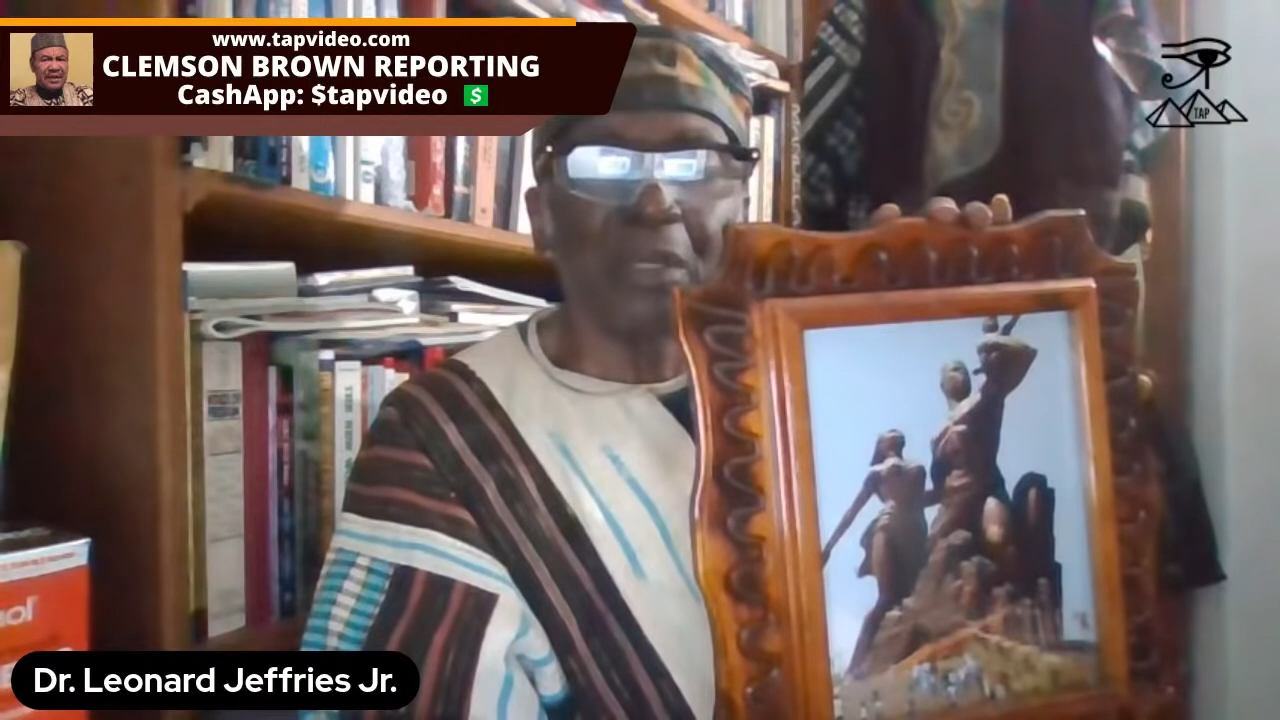 www.tapvideo.com
CLEMSON BROWN REPORTING
CashApp: $tapvideo $
TAP
Dr. Leonard Jeffries Jr.